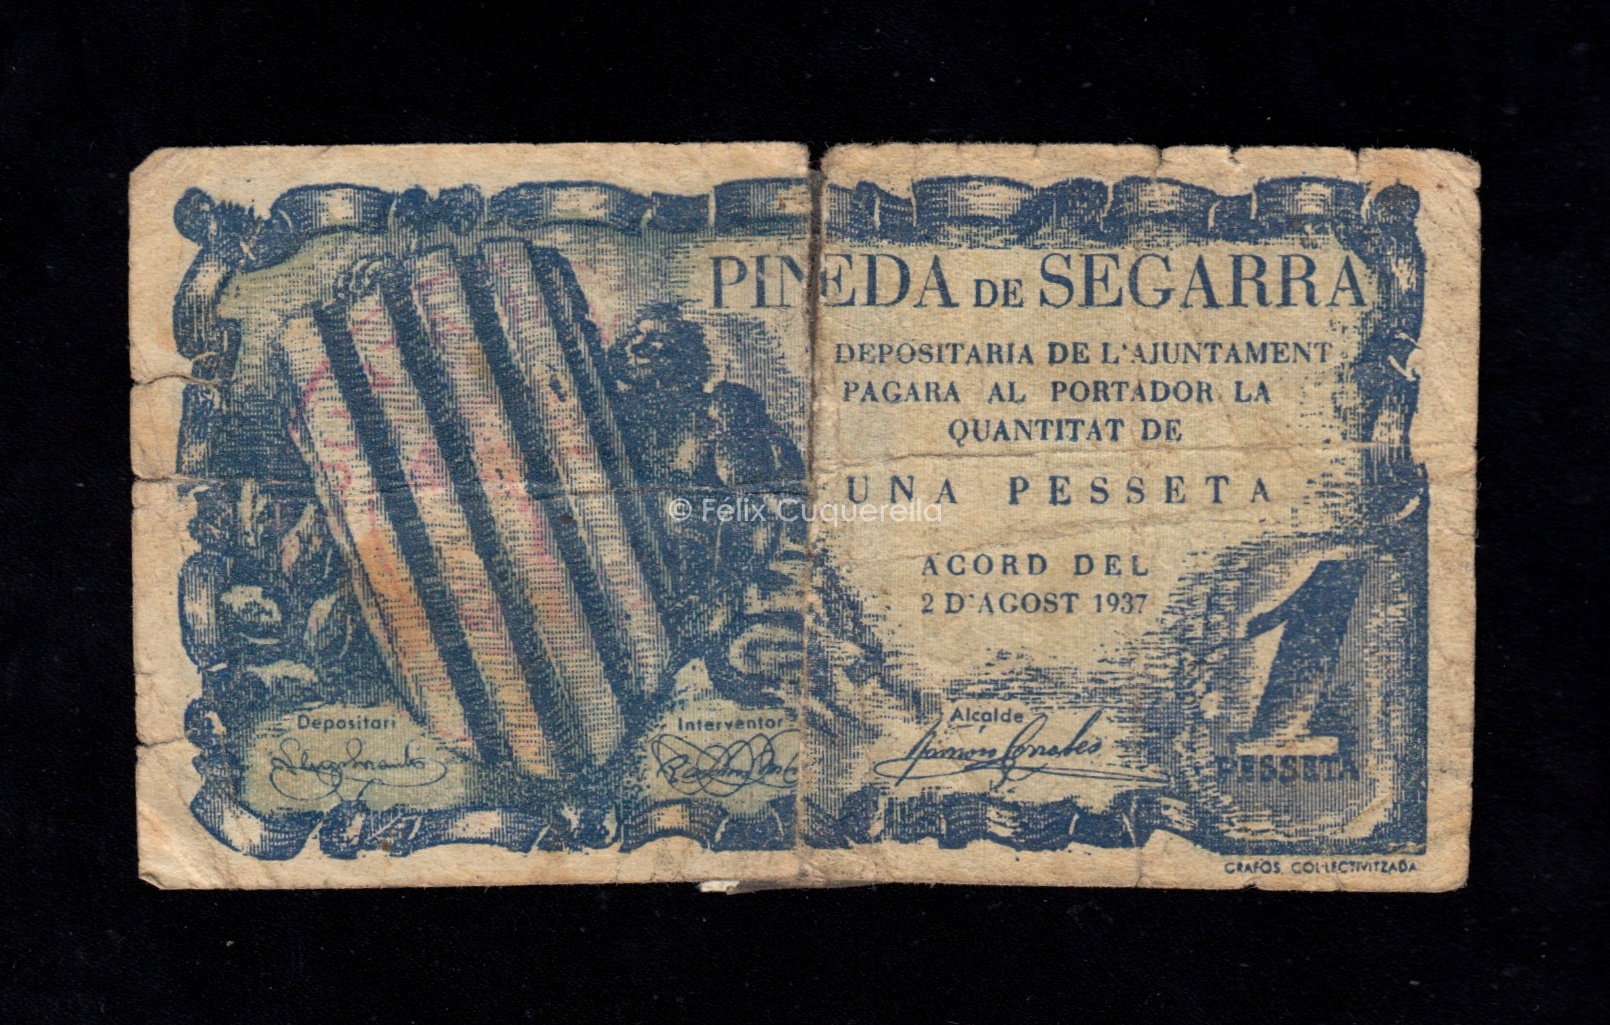 PINEDA DE SEGARRA
DEPOSITARIA DE L'AJUNTAMENT
PAGARA AL PORTADOR LA
QUANTITAT DE
UNA PESSETA
© Félix Cuquerella
ACORD DEL
2 D'AGOST 1937
1
PESSETA
Depositari
Interventor
Alcalde
GRAFOS COL·LECTIVITZADA